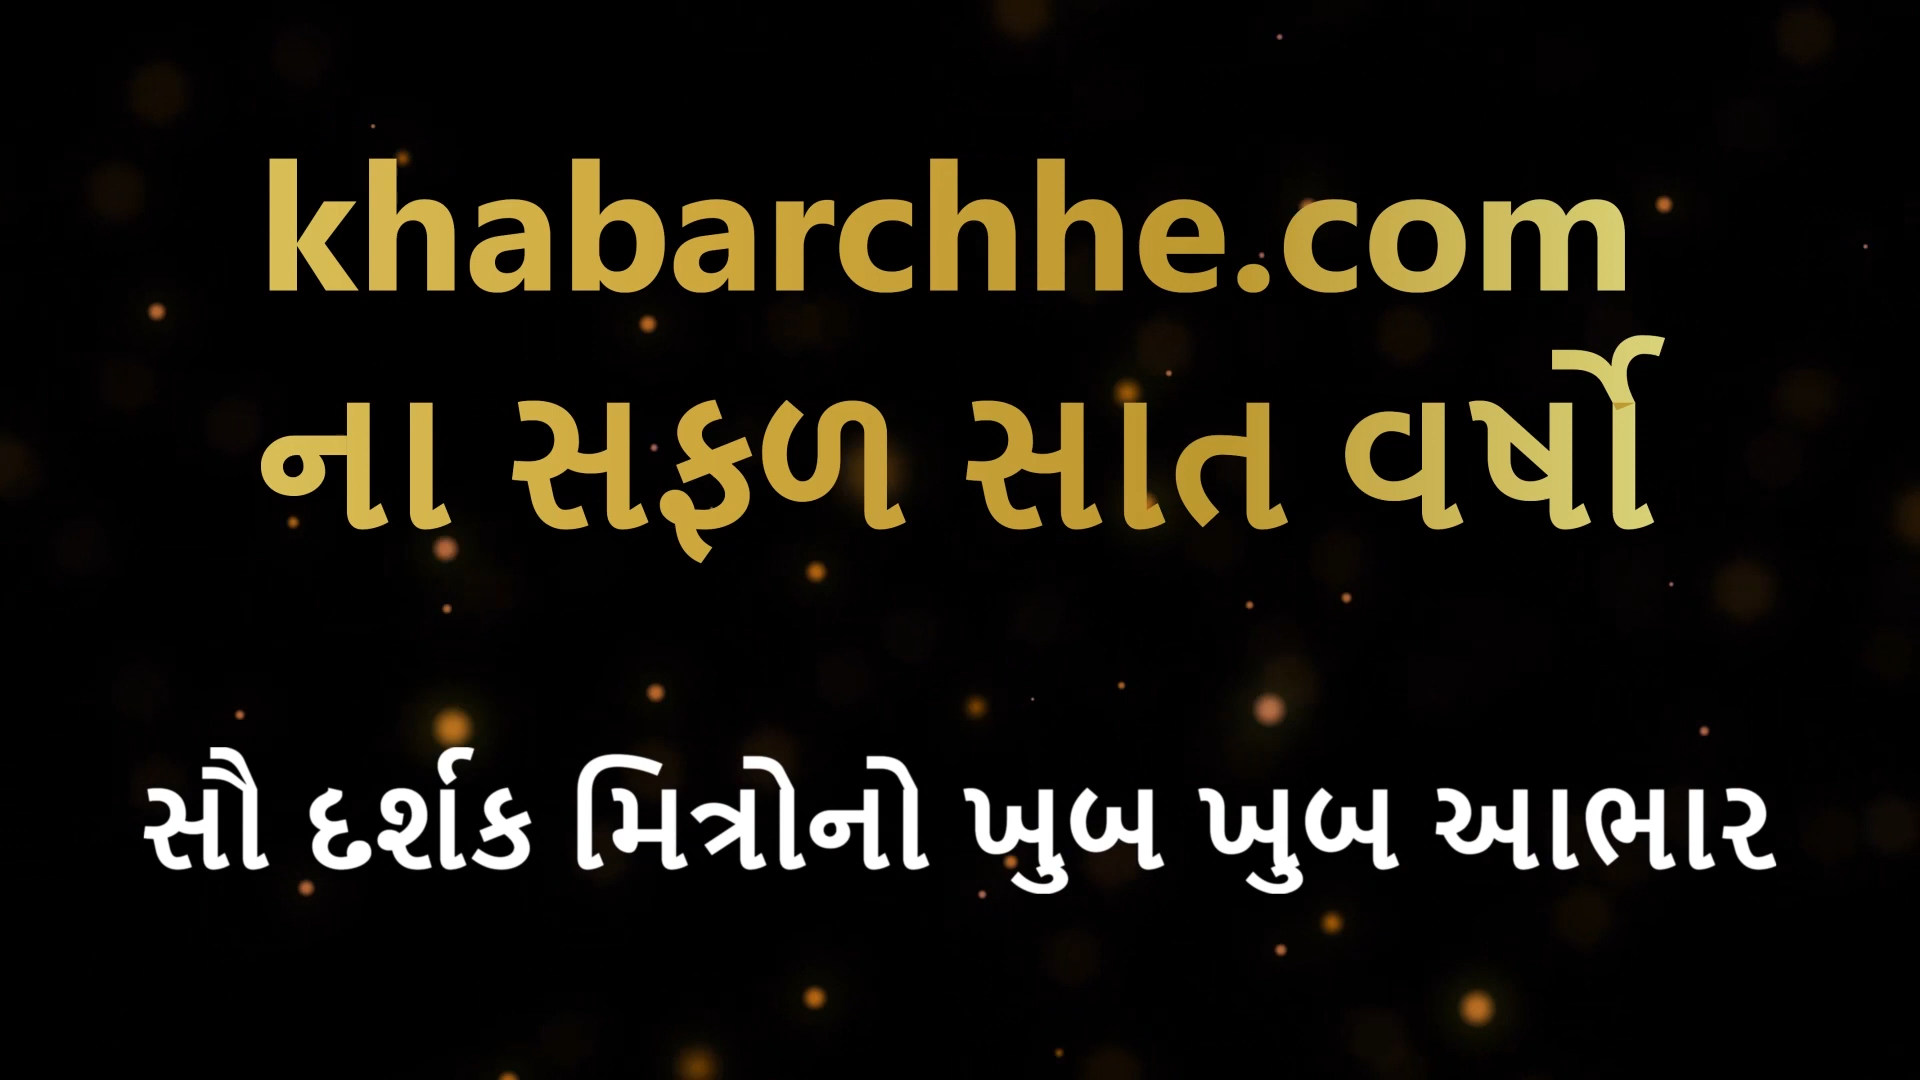 khabarchhe.com
ના સફળ સાત વર્ષો
સૌ દર્શક મિત્રોનો ખુબ ખુબ આભાર